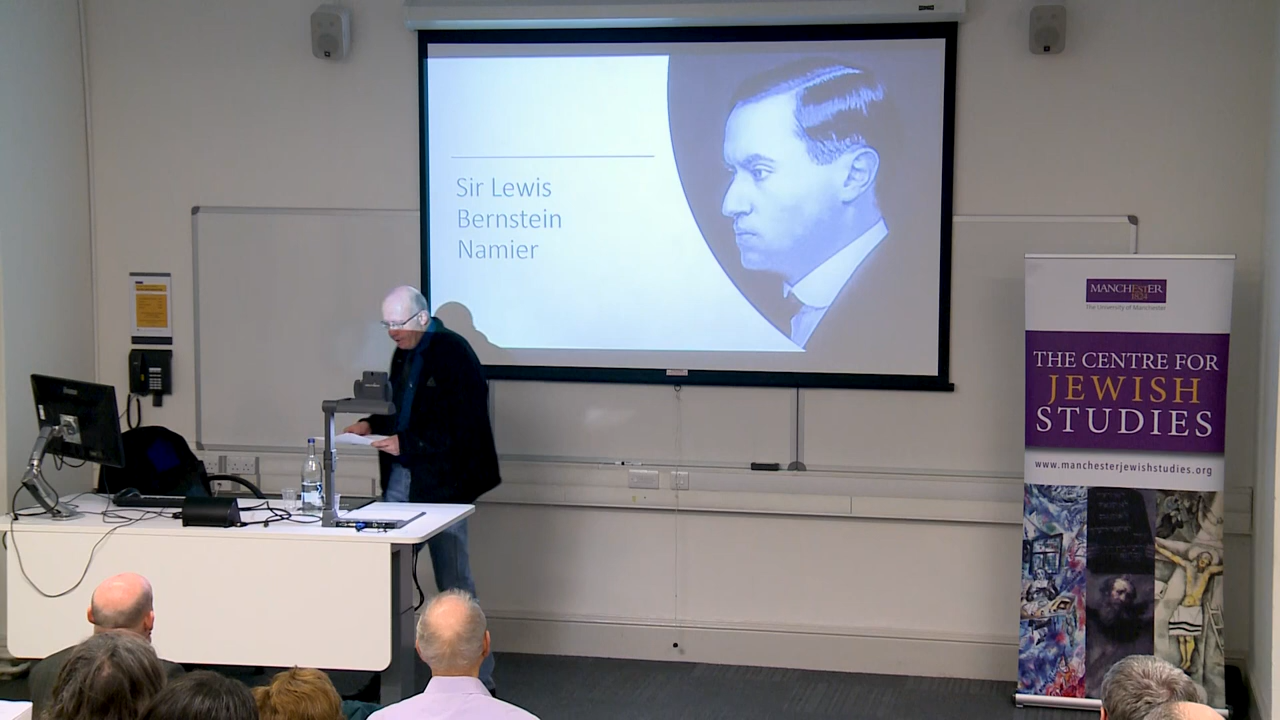 Sir Lewis
Bernstein
Namier
MANCHESTER
1824
The University of Manchester
THE CENTRE FOR
JEWISH
STUDIES
www.manchesterjewishstudies.org